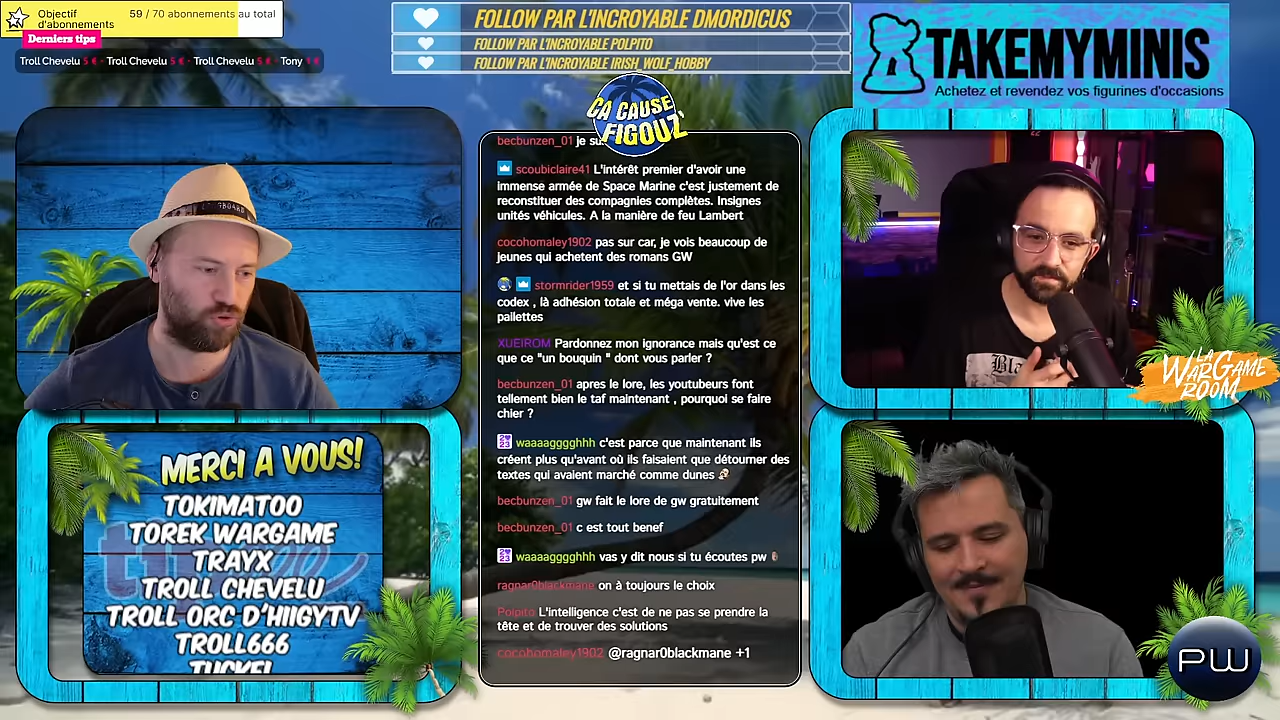 Objectif
d'abonnements
59 / 70 abonnements au total
Derniers tips
Troll Chevelu 5 € · Troll Chevelu 5 € · Troll Chevelu 5 € · Tony
FOLLOW PAR L'INCROYABLE DMORDICUS
FOLLOW PAR L'INCROYABLE POLPITO
FOLLOW PAR L'INCROYABLE IRISH_WOLF_HOBBY
TAKEMYMINIS
Achetez et revendez vos figurines d'occasions
ÇA CAUSE
FIGOUZ'
becbunzen_01 je su
scoubiclaire41 L'intérêt premier d'avoir une
immense armée de Space Marine c'est justement de
reconstituer des compagnies complètes. Insignes
unités véhicules. A la manière de feu Lambert
cocohomaley1902 pas sur car, je vois beaucoup de
jeunes qui achetent des romans GW
stormrider1959 et si tu mettais de l'or dans les
codex , là adhésion totale et méga vente. vive les
paillettes
XUEIROM Pardonnez mon ignorance mais qu'est ce
que ce "un bouquin " dont vous parler ?
becbunzen_01 apres le lore, les youtubeurs font
tellement bien le taf maintenant , pourquoi se faire
chier ?
waaaagggghhh c'est parce que maintenant ils
créent plus qu'avant où ils faisaient que détourner des
textes qui avaient marché comme dunes
becbunzen_01 gw fait le lore de gw gratuitement
becbunzen_01 c est tout benef
waaaagggghhh vas y dit nous si tu écoutes pw
ragnar0blackmane on à toujours le choix
Polpito L'intelligence c'est de ne pas se prendre la
tête et de trouver des solutions
cocohomaley1902 @ragnar0blackmane +1
LA
WARGAME
ROOM
PW
MERCI A VOUS!
TOKIMATOO
TOREK WARGAME
TRAYX
TROLL CHEVELU
TROLL ORC D'HIIGYTV
TROLL666
TUCKEL